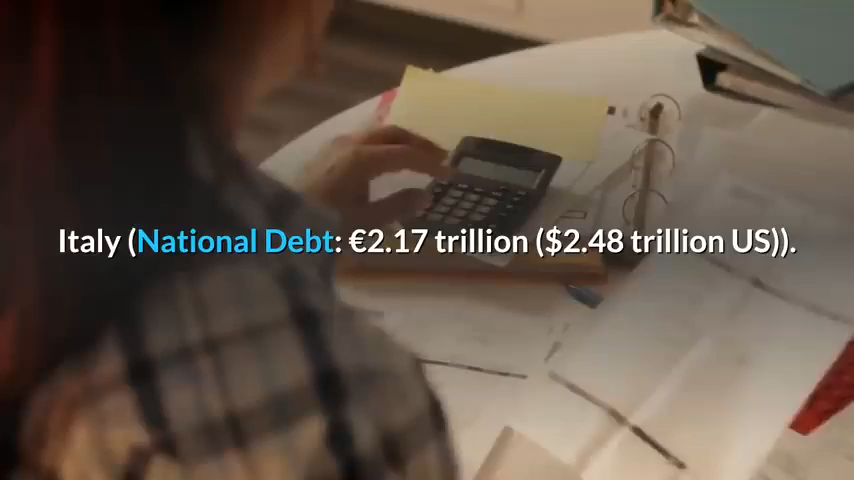 Italy (National Debt: €2.17 trillion ($2.48 trillion US)).